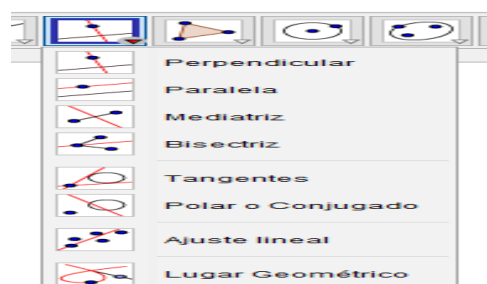 Perpendicular
Paralela
Mediatriz
Bisectriz
Tangentes
Polar o Conjugado
Ajuste lineal
Lugar Geométrico